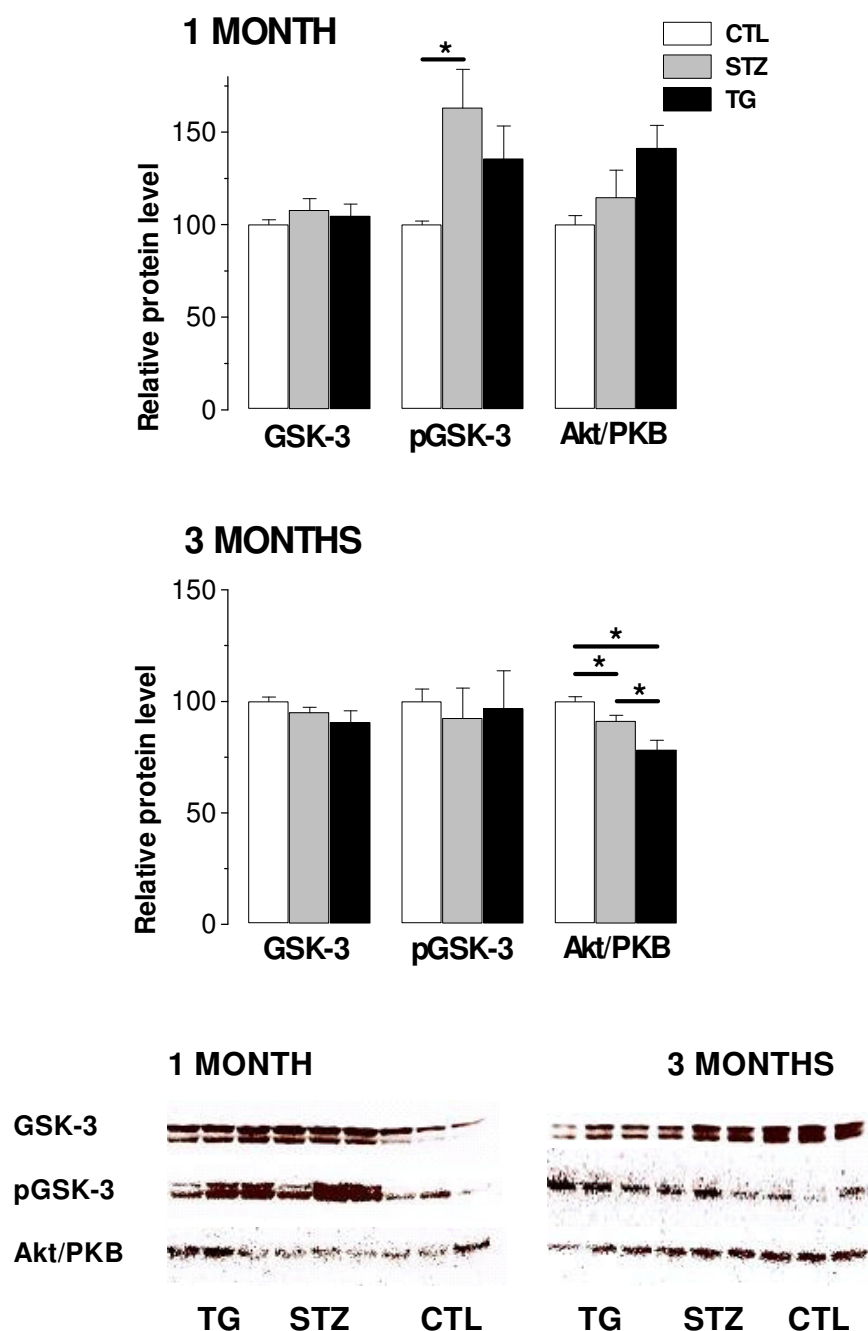 1 MONTH
CTL
STZ
TG
*
150
100
50
0
Relative protein level
GSK-3 pGSK-3 Akt/PKB
3 MONTHS
150
100
50
0
Relative protein level
*
* *
GSK-3 pGSK-3 Akt/PKB
1 MONTH 3 MONTHS
GSK-3
pGSK-3
Akt/PKB
TG STZ CTL TG STZ CTL